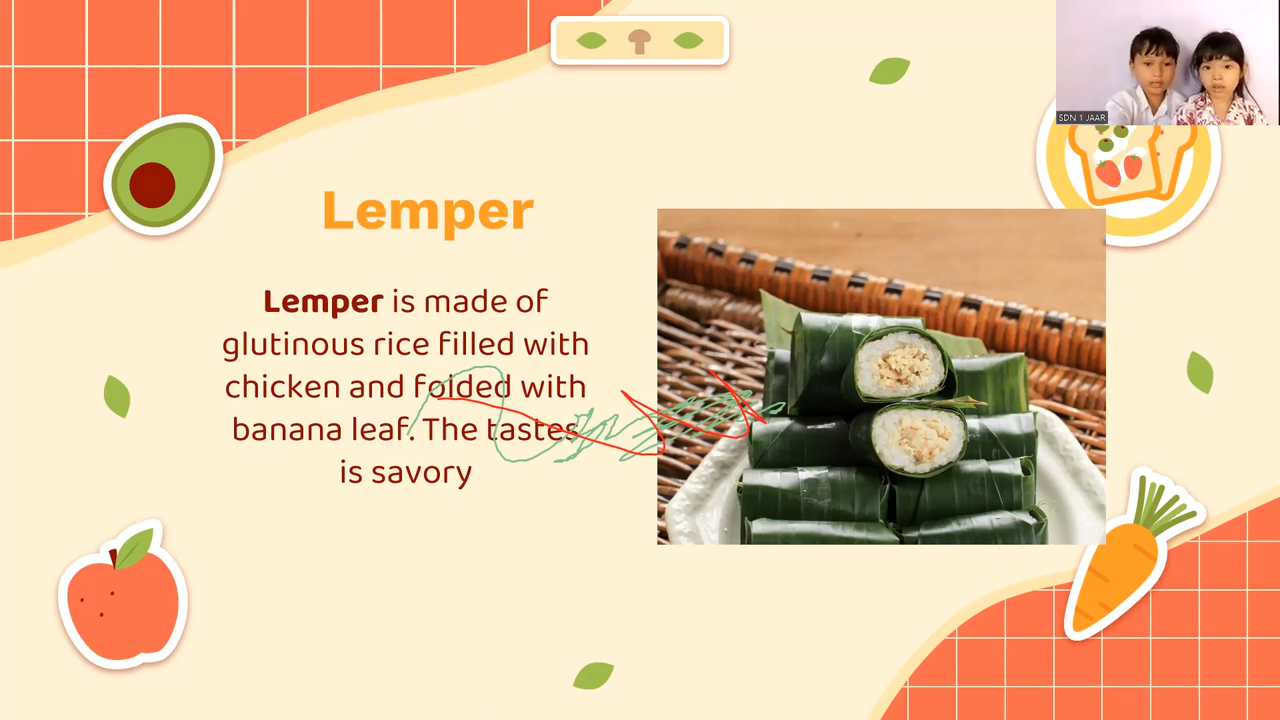 SDN 1 JAAR
Lemper
Lemper is made of
glutinous rice filled with
chicken and foided with
banana leaf. The tastes
is savory